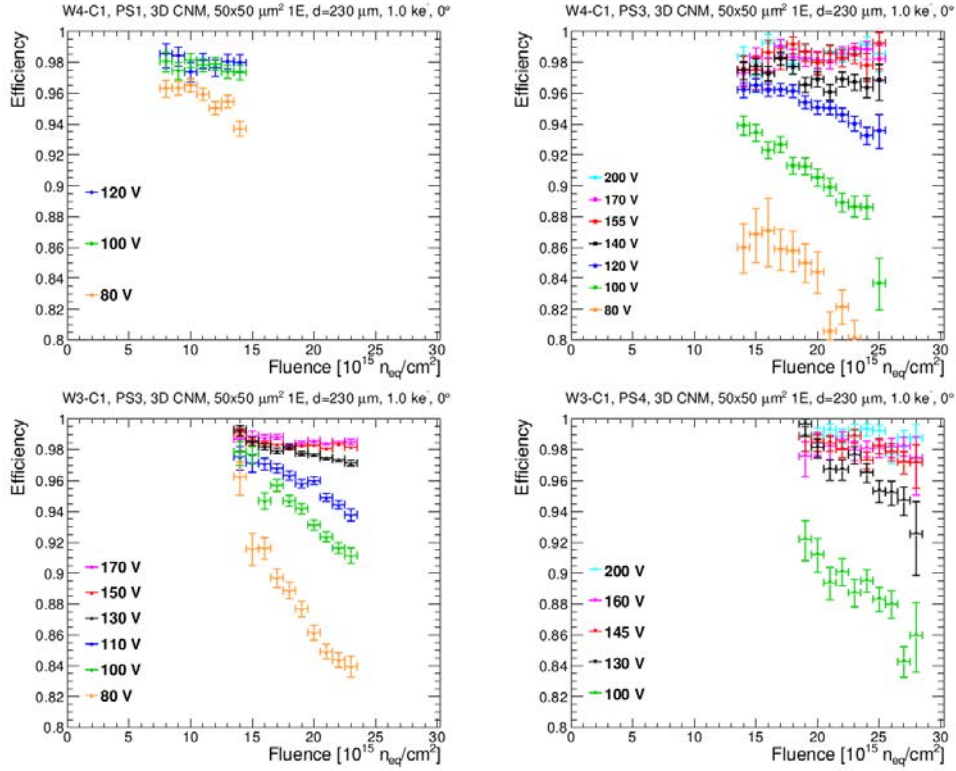 W4-C1, PS1, 3D CNM, 50x50 μm² 1E, d=230 μm, 1.0 ke⁻, 0°
Efficiency
1
0.98
0.96
0.94
0.92
0.9
0.88
0.86
0.84
0.82
0.8
120 V
100 V
80 V
0 5 10 15 20 25 30
Fluence [10¹⁵ n_eq/cm²]
W4-C1, PS3, 3D CNM, 50x50 μm² 1E, d=230 μm, 1.0 ke⁻, 0°
Efficiency
1
0.98
0.96
0.94
0.92
0.9
0.88
0.86
0.84
0.82
0.8
200 V
170 V
155 V
140 V
120 V
100 V
80 V
0 5 10 15 20 25 30
Fluence [10¹⁵ n_eq/cm²]
W3-C1, PS3, 3D CNM, 50x50 μm² 1E, d=230 μm, 1.0 ke⁻, 0°
Efficiency
1
0.98
0.96
0.94
0.92
0.9
0.88
0.86
0.84
0.82
0.8
170 V
150 V
130 V
110 V
100 V
80 V
0 5 10 15 20 25 30
Fluence [10¹⁵ n_eq/cm²]
W3-C1, PS4, 3D CNM, 50x50 μm² 1E, d=230 μm, 1.0 ke⁻, 0°
Efficiency
1
0.98
0.96
0.94
0.92
0.9
0.88
0.86
0.84
0.82
0.8
200 V
160 V
145 V
130 V
100 V
0 5 10 15 20 25 30
Fluence [10¹⁵ n_eq/cm²]